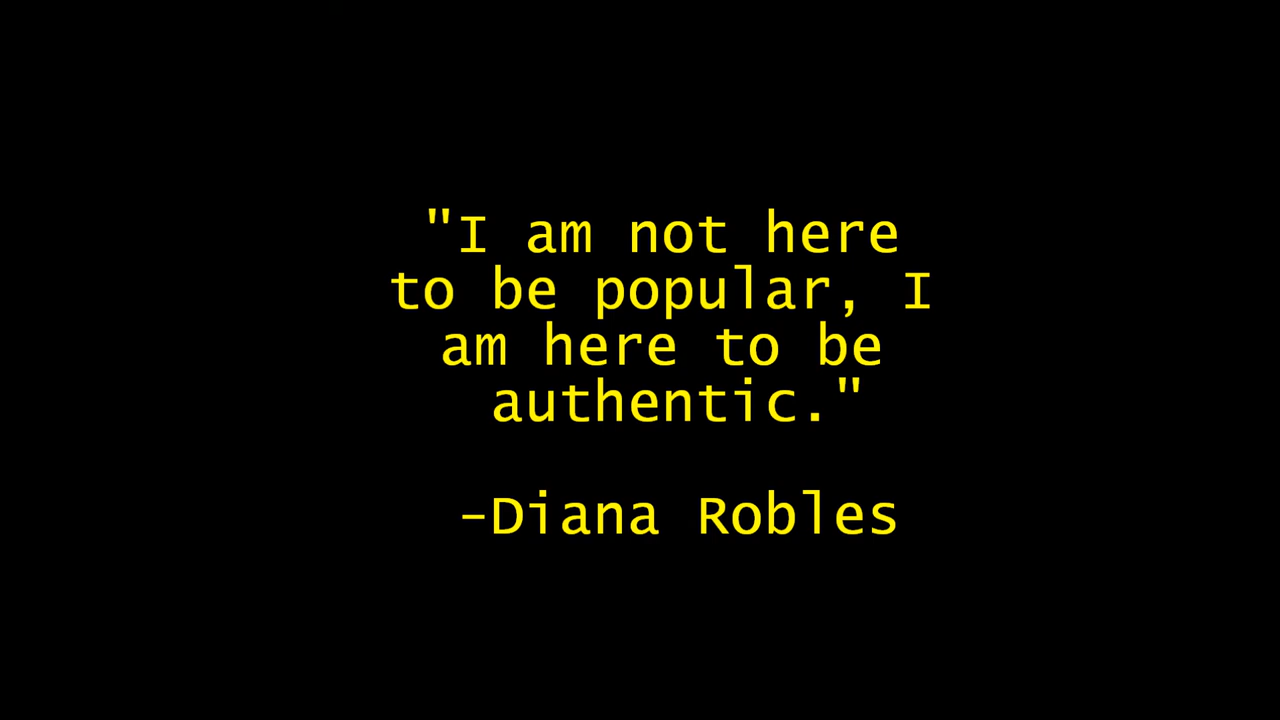 "I am not here
to be popular, I
am here to be
authentic."
-Diana Robles